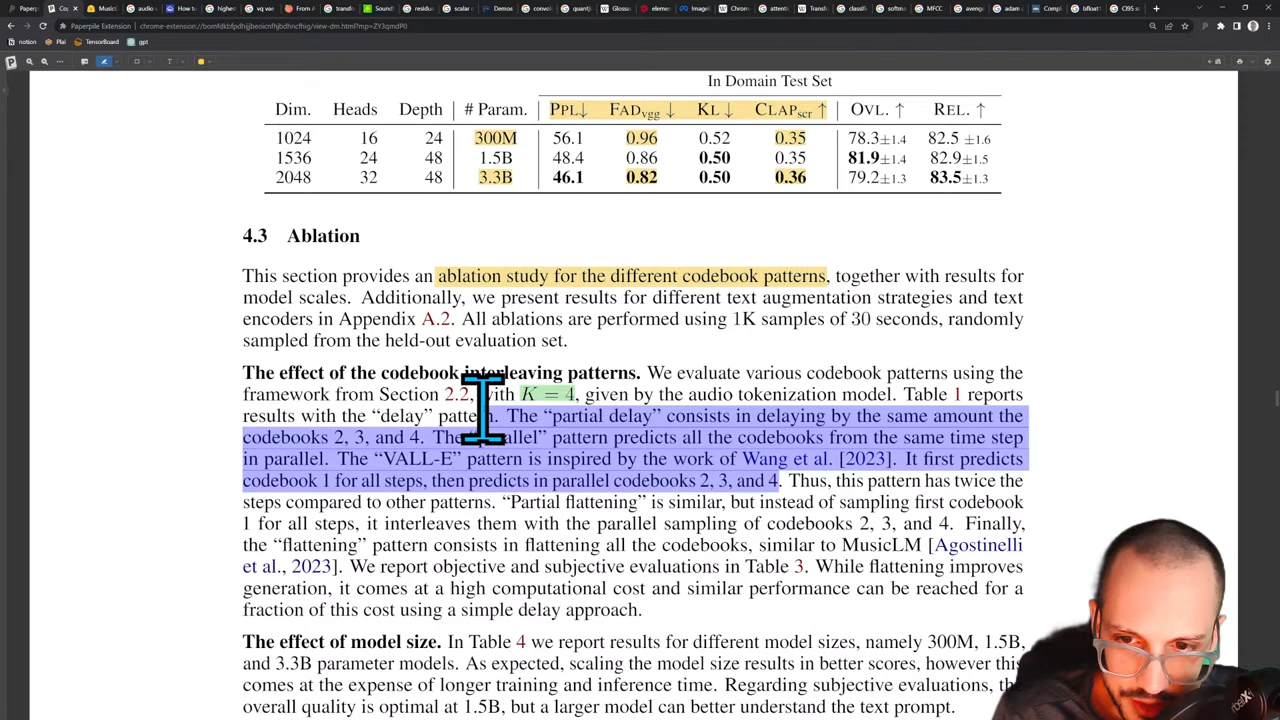 Paperpile Extension | chrome-extension://bomfdkbfpdhijjbeoicnfhjbdhncfhig/view-dm.html?mp=ZY3qmdP0
notion Plai TensorBoard gpt
In Domain Test Set
Dim. Heads Depth # Param. PPL↓ FADvgg ↓ KL ↓ CLAPscr ↑ OVL. ↑ REL. ↑
1024 16 24 300M 56.1 0.96 0.52 0.35 78.3±1.4 82.5 ±1.6
1536 24 48 1.5B 48.4 0.86 0.50 0.35 81.9±1.4 82.9±1.5
2048 32 48 3.3B 46.1 0.82 0.50 0.36 79.2±1.3 83.5±1.3
4.3 Ablation
This section provides an ablation study for the different codebook patterns, together with results for
model scales. Additionally, we present results for different text augmentation strategies and text
encoders in Appendix A.2. All ablations are performed using 1K samples of 30 seconds, randomly
sampled from the held-out evaluation set.
The effect of the codebook interleaving patterns. We evaluate various codebook patterns using the
framework from Section 2.2, with K = 4, given by the audio tokenization model. Table 1 reports
results with the “delay” pattern. The “partial delay” consists in delaying by the same amount the
codebooks 2, 3, and 4. The “parallel” pattern predicts all the codebooks from the same time step
in parallel. The “VALL-E” pattern is inspired by the work of Wang et al. [2023]. It first predicts
codebook 1 for all steps, then predicts in parallel codebooks 2, 3, and 4. Thus, this pattern has twice the
steps compared to other patterns. “Partial flattening” is similar, but instead of sampling first codebook
1 for all steps, it interleaves them with the parallel sampling of codebooks 2, 3, and 4. Finally,
the “flattening” pattern consists in flattening all the codebooks, similar to MusicLM [Agostinelli
et al., 2023]. We report objective and subjective evaluations in Table 3. While flattening improves
generation, it comes at a high computational cost and similar performance can be reached for a
fraction of this cost using a simple delay approach.
The effect of model size. In Table 4 we report results for different model sizes, namely 300M, 1.5B,
and 3.3B parameter models. As expected, scaling the model size results in better scores, however this
comes at the expense of longer training and inference time. Regarding subjective evaluations, the
overall quality is optimal at 1.5B, but a larger model can better understand the text prompt.